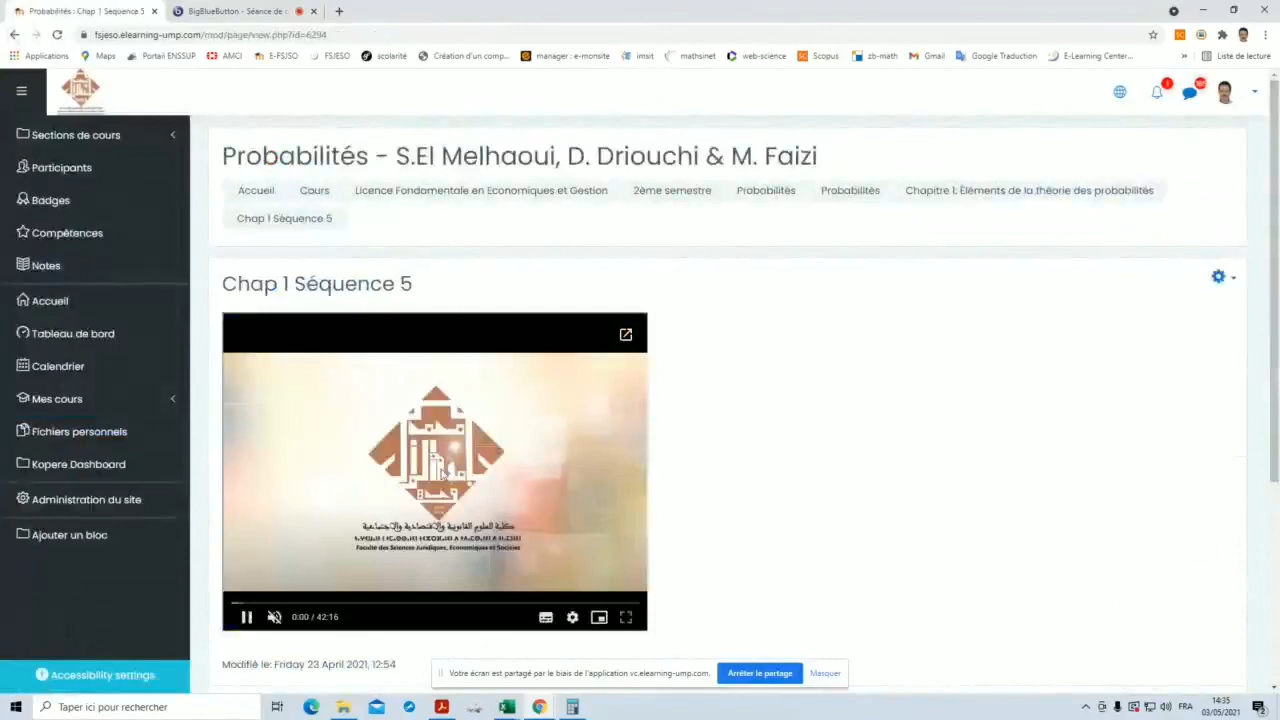 Probabilités : Chap 1 Séquence 5
BigBlueButton - Séance de c
fsjeso.elearning-ump.com/mod/page/view.php?id=6294
Applications
Maps
Portail ENSSUP
AMCI
E-FSJSO
FSJESO
scolarité
Création d'un comp...
manager : e-monsite
imsit
mathsinet
web-science
Scopus
zb-math
Gmail
Google Traduction
E-Learning Center...
»
Liste de lecture
Sections de cours
Participants
Badges
Compétences
Notes
Accueil
Tableau de bord
Calendrier
Mes cours
Fichiers personnels
Kopere Dashboard
Administration du site
Ajouter un bloc
Accessibility settings
Probabilités - S.El Melhaoui, D. Driouchi & M. Faizi
Accueil Cours Licence Fondamentale en Economiques et Gestion 2ème semestre Probabilités Probabilités Chapitre 1: Éléments de la théorie des probabilités
Chap 1 Séquence 5
Chap 1 Séquence 5
كلية العلوم القانونية والاقتصادية والاجتماعية
Faculté des Sciences Juridiques, Economiques et Sociales
0:00 / 42:16
Modifié le: Friday 23 April 2021, 12:54
Votre écran est partagé par le biais de l'application vc.elearning-ump.com.
Arrêter le partage
Masquer
Taper ici pour rechercher
FRA
14:35
03/05/2021